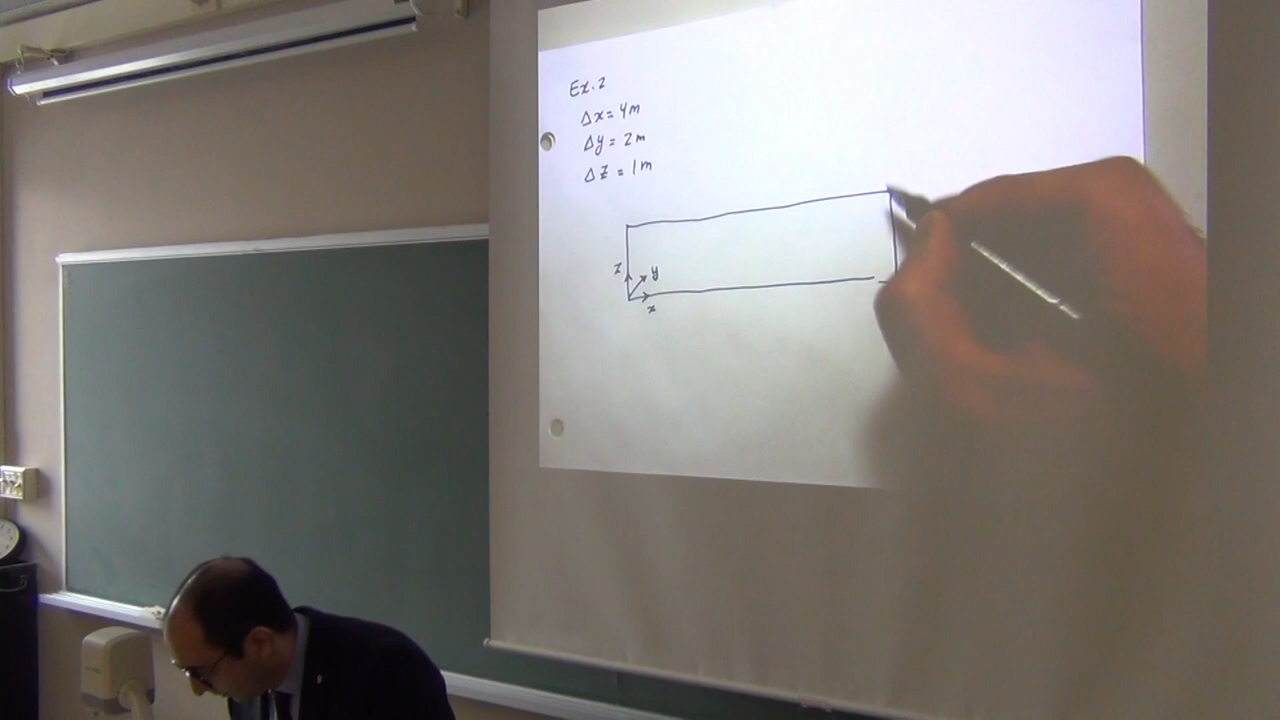 Ex. 2
Δx = 4m
Δy = 2m
Δz = 1m
z
y
x